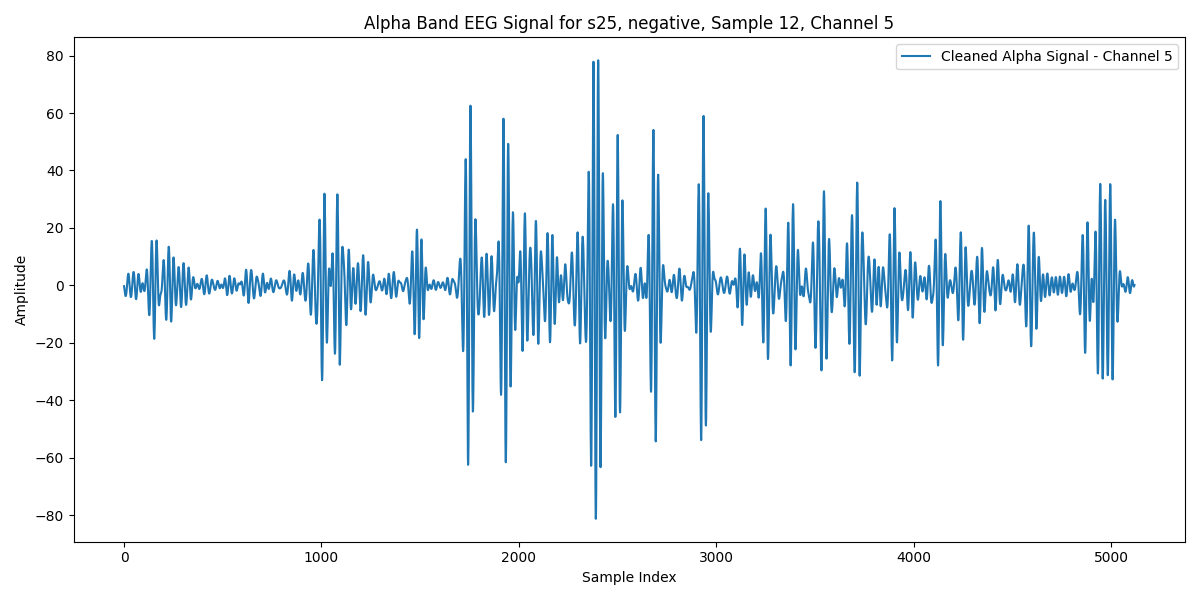 Alpha Band EEG Signal for s25, negative, Sample 12, Channel 5
Cleaned Alpha Signal - Channel 5
Amplitude
80
60
40
20
0
−20
−40
−60
−80
0 1000 2000 3000 4000 5000
Sample Index